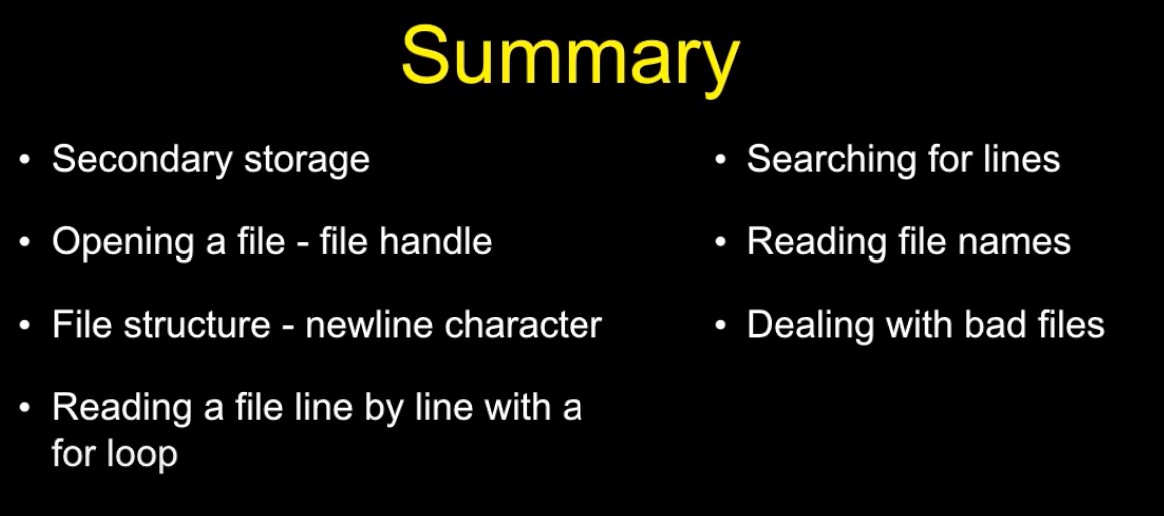 Summary
• Secondary storage
• Opening a file - file handle
• File structure - newline character
• Reading a file line by line with a
for loop
• Searching for lines
• Reading file names
• Dealing with bad files